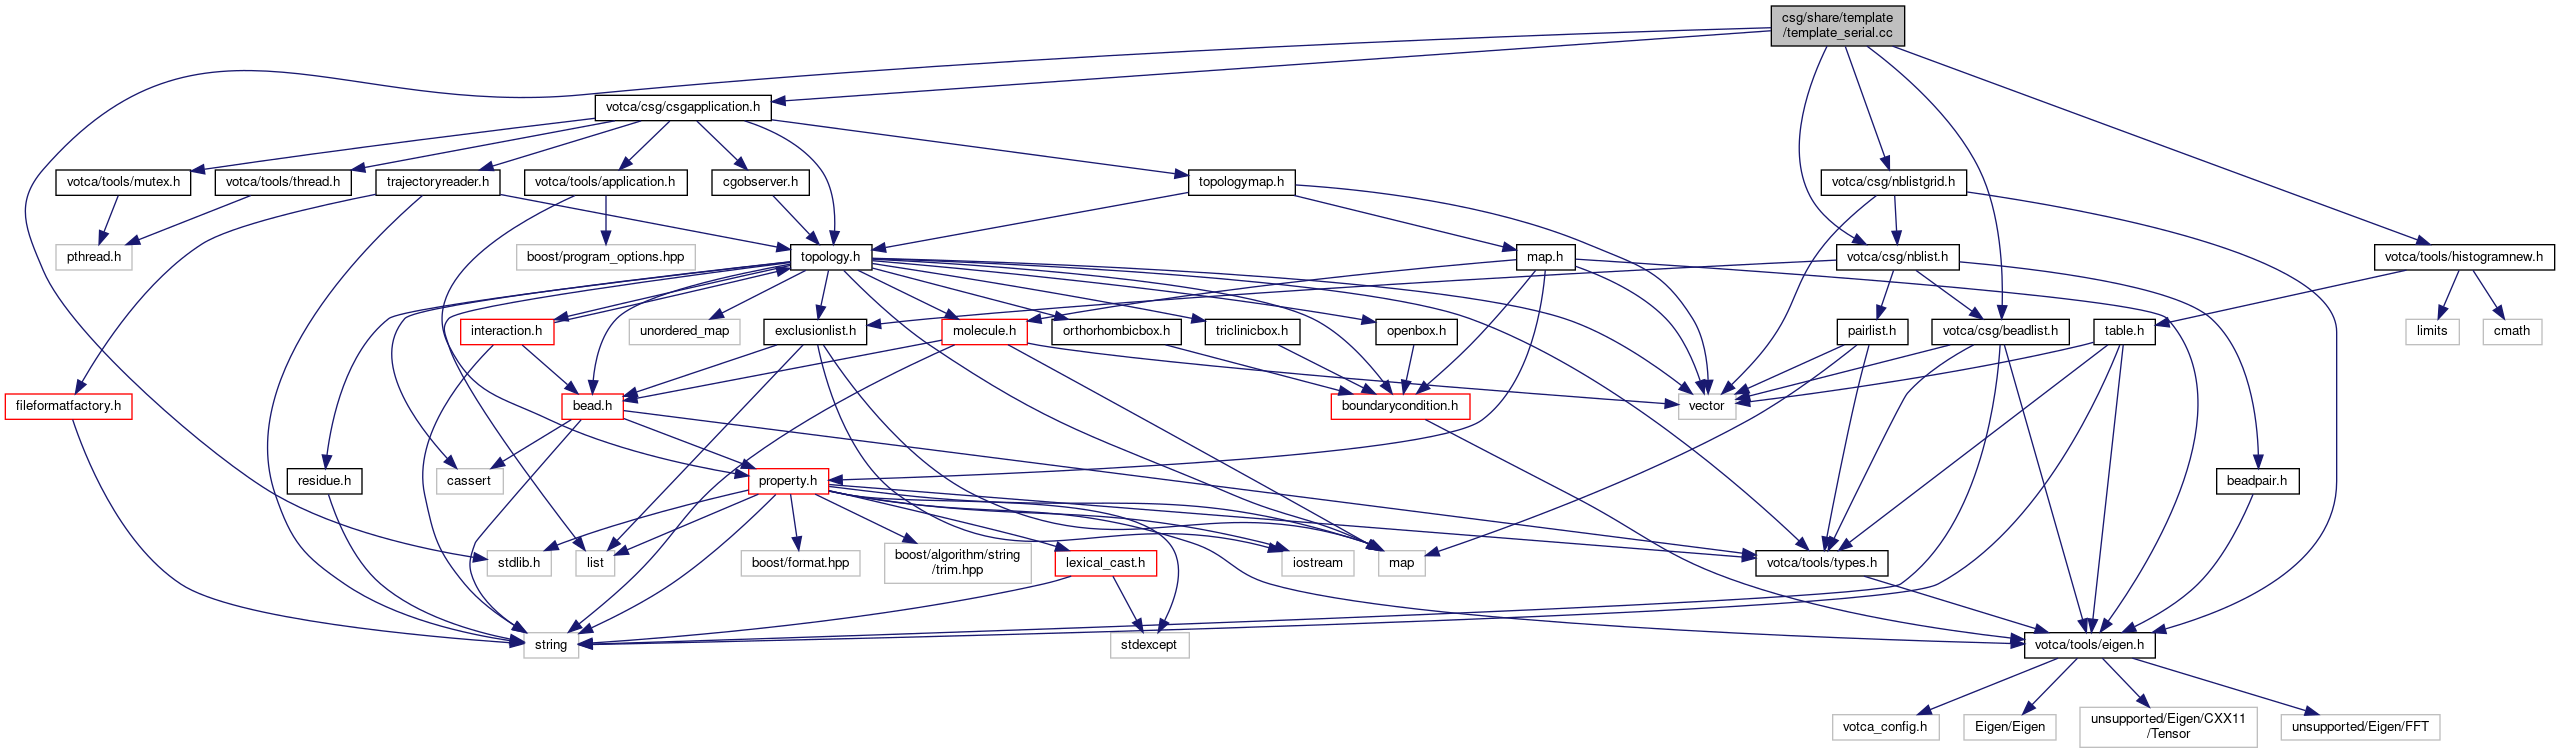 csg/share/template
/template_serial.cc
votca/csg/csgapplication.h
votca/tools/mutex.h
votca/tools/thread.h
trajectoryreader.h
votca/tools/application.h
cgobserver.h
topologymap.h
votca/csg/nblistgrid.h
pthread.h
boost/program_options.hpp
topology.h
map.h
votca/csg/nblist.h
votca/tools/histogramnew.h
interaction.h
unordered_map
exclusionlist.h
molecule.h
orthorhombicbox.h
triclinicbox.h
openbox.h
pairlist.h
votca/csg/beadlist.h
table.h
limits
cmath
fileformatfactory.h
bead.h
boundarycondition.h
vector
residue.h
cassert
property.h
beadpair.h
stdlib.h
list
boost/format.hpp
boost/algorithm/string
/trim.hpp
lexical_cast.h
iostream
map
votca/tools/types.h
string
stdexcept
votca/tools/eigen.h
votca_config.h
Eigen/Eigen
unsupported/Eigen/CXX11
/Tensor
unsupported/Eigen/FFT